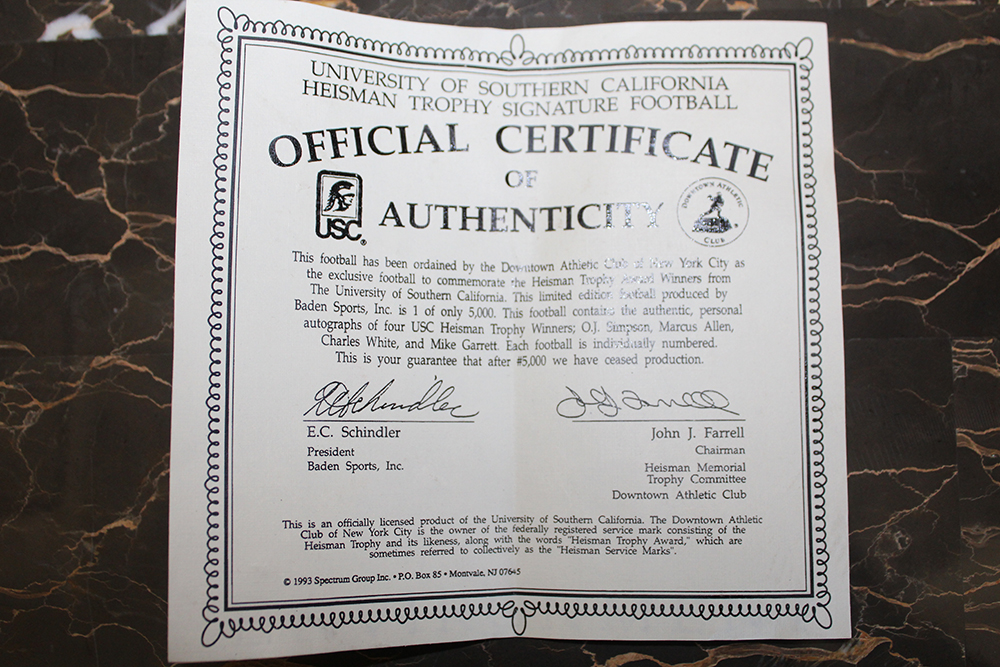 UNIVERSITY OF SOUTHERN CALIFORNIA
HEISMAN TROPHY SIGNATURE FOOTBALL
OFFICIAL CERTIFICATE
OF
AUTHENTICITY
USC
DOWNTOWN ATHLETIC
CLUB
This football has been ordained by the Downtown Athletic Club of New York City as
the exclusive football to commemorate the Heisman Trophy Award Winners from
The University of Southern California. This limited edition football produced by
Baden Sports, Inc. is 1 of only 5,000. This football contains the authentic, personal
autographs of four USC Heisman Trophy Winners; O.J. Simpson, Marcus Allen,
Charles White, and Mike Garrett. Each football is individually numbered.
This is your guarantee that after #5,000 we have ceased production.
E.C. Schindler
President
Baden Sports, Inc.
John J. Farrell
Chairman
Heisman Memorial
Trophy Committee
Downtown Athletic Club
This is an officially licensed product of the University of Southern California. The Downtown Athletic
Club of New York City is the owner of the federally registered service mark consisting of the
Heisman Trophy and its likeness, along with the words "Heisman Trophy Award," which are
sometimes referred to collectively as the "Heisman Service Marks".
© 1993 Spectrum Group Inc. • P.O. Box 85 • Montvale, NJ 07645